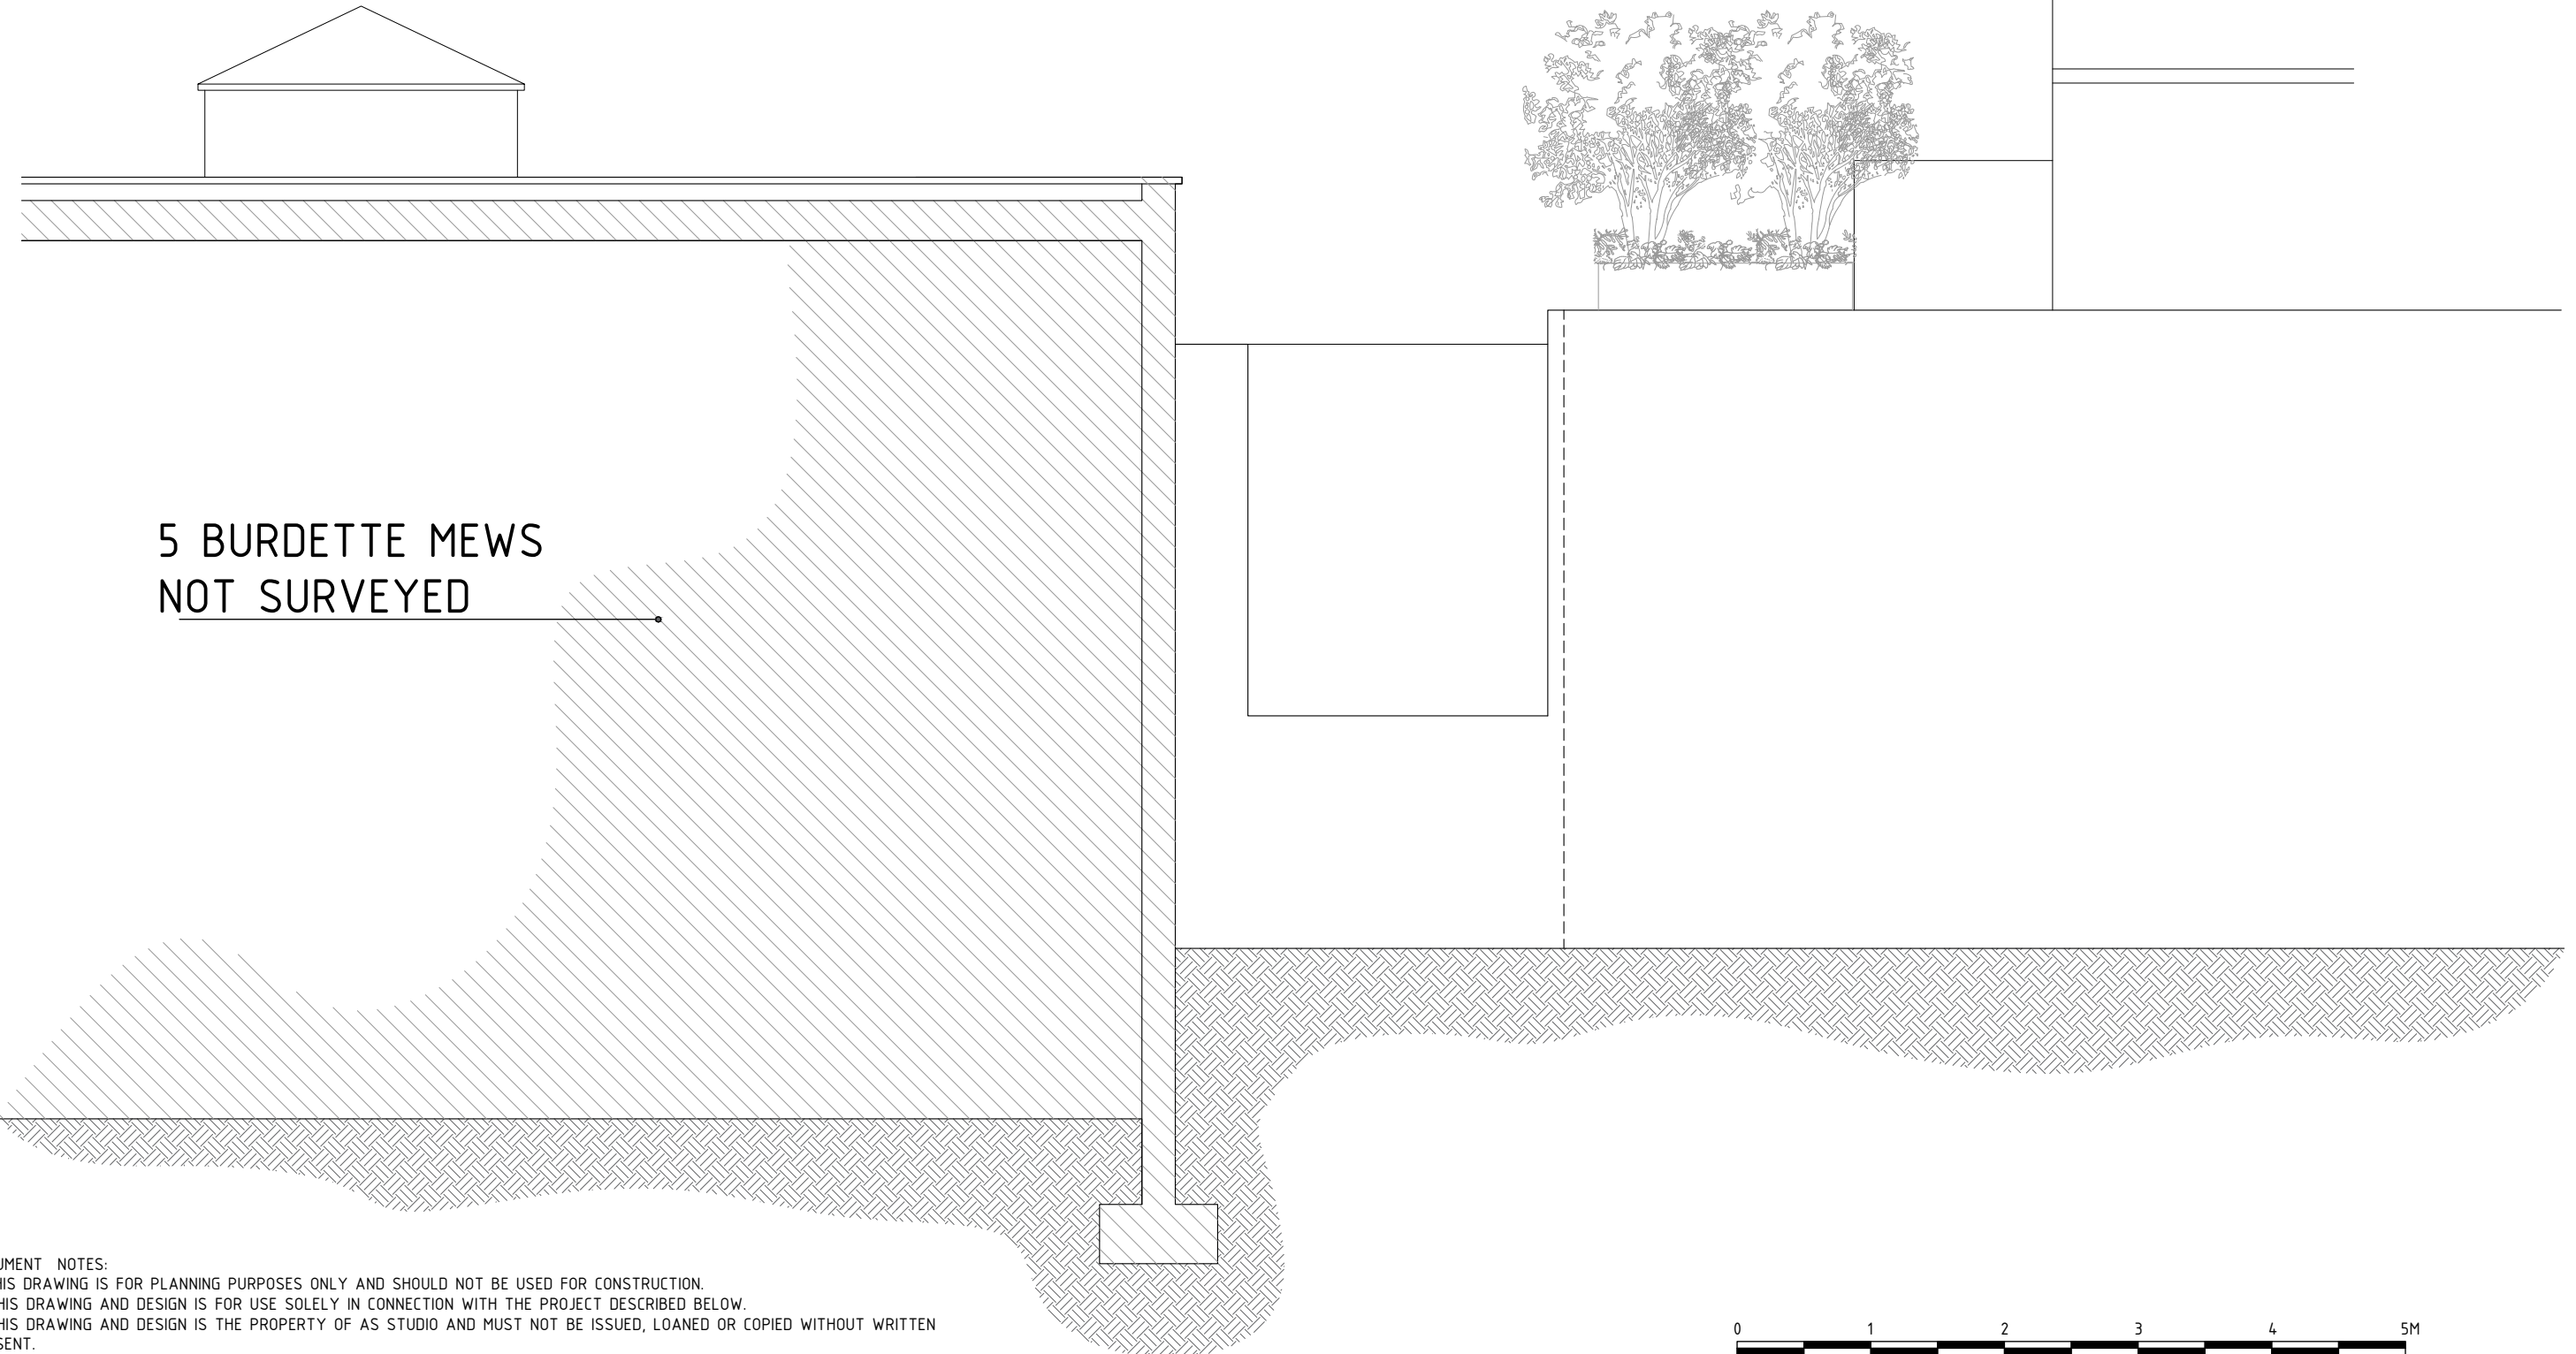 5 BURDETTE MEWS
NOT SURVEYED
UMENT NOTES:
HIS DRAWING IS FOR PLANNING PURPOSES ONLY AND SHOULD NOT BE USED FOR CONSTRUCTION.
HIS DRAWING AND DESIGN IS FOR USE SOLELY IN CONNECTION WITH THE PROJECT DESCRIBED BELOW.
HIS DRAWING AND DESIGN IS THE PROPERTY OF AS STUDIO AND MUST NOT BE ISSUED, LOANED OR COPIED WITHOUT WRITTEN
SENT.
0 1 2 3 4 5M